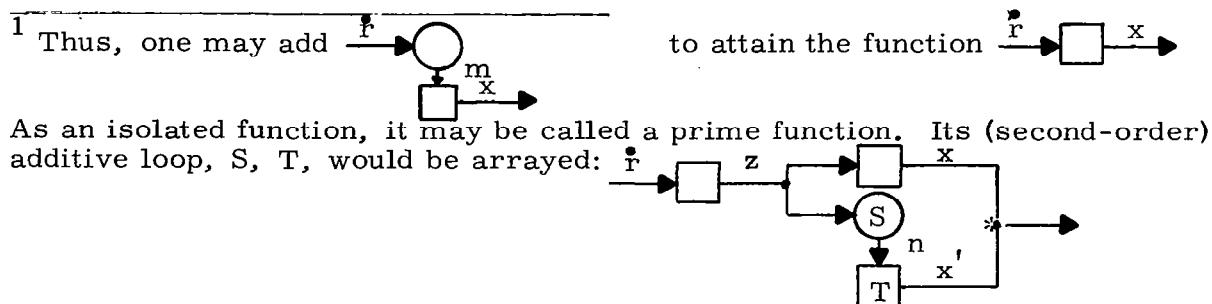 1 Thus, one may add ṙ to attain the function ṙ x
m
x
As an isolated function, it may be called a prime function. Its (second-order)
additive loop, S, T, would be arrayed: ṙ z x
S
n
T x'
*